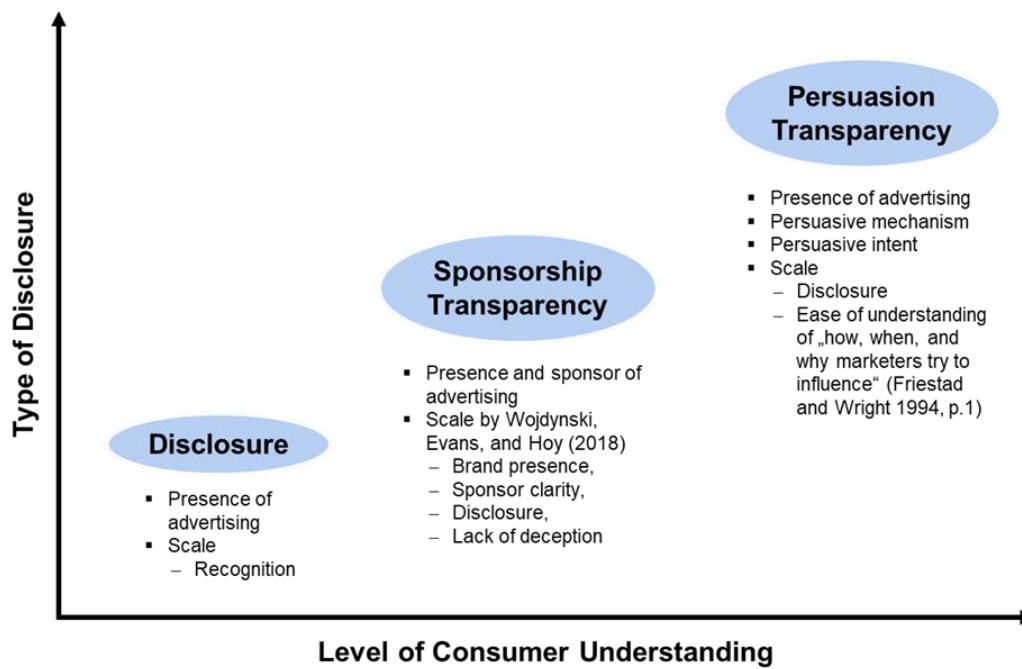 Type of Disclosure
Disclosure
▪ Presence of
advertising
▪ Scale
– Recognition
Sponsorship
Transparency
▪ Presence and sponsor of
advertising
▪ Scale by Wojdynski,
Evans, and Hoy (2018)
– Brand presence,
– Sponsor clarity,
– Disclosure,
– Lack of deception
Persuasion
Transparency
▪ Presence of advertising
▪ Persuasive mechanism
▪ Persuasive intent
▪ Scale
– Disclosure
– Ease of understanding
of „how, when, and
why marketers try to
influence“ (Friestad
and Wright 1994, p.1)
Level of Consumer Understanding